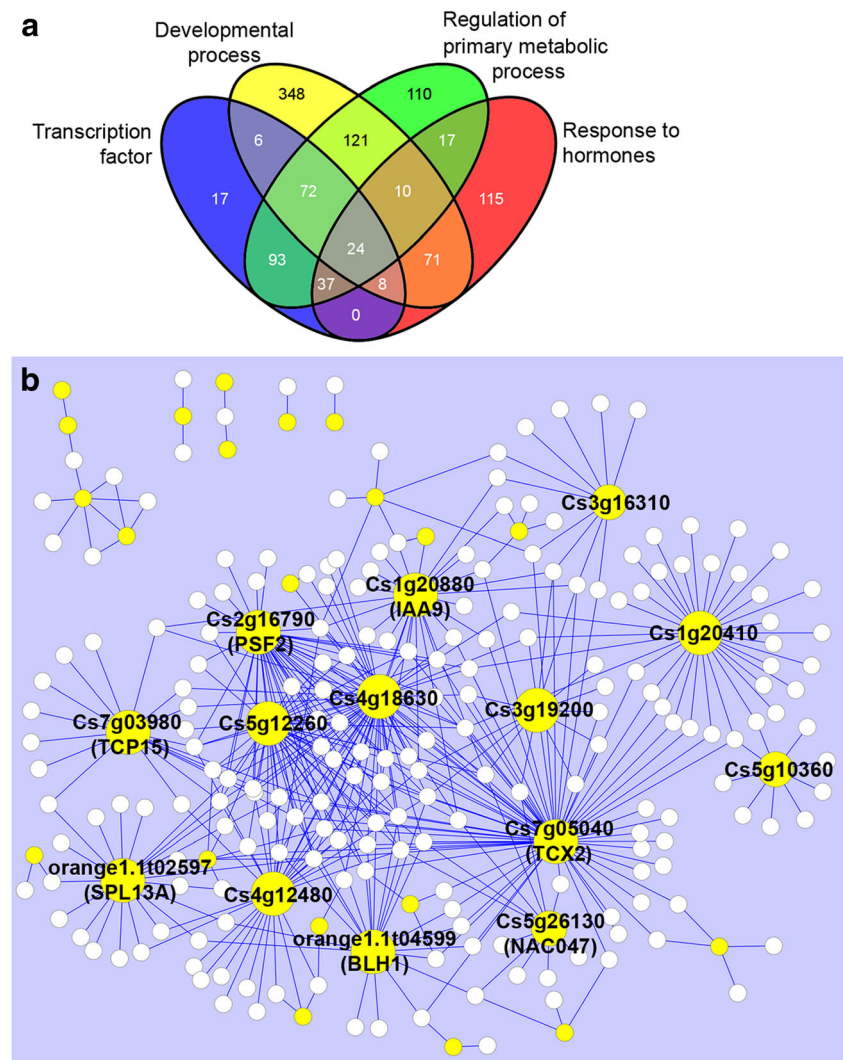 a
Developmental
process
Regulation of
primary metabolic
process
Transcription
factor
Response to
hormones
348
110
6
121
17
17
72
10
115
24
93
71
37
8
0
b
Cs3g16310
Cs1g20880
(IAA9)
Cs2g16790
(PSF2)
Cs1g20410
Cs4g18630
Cs3g19200
Cs7g03980
(TCP15)
Cs5g12260
Cs5g10360
Cs7g05040
(TCX2)
orange1.1t02597
(SPL13A)
Cs4g12480
Cs5g26130
(NAC047)
orange1.1t04599
(BLH1)